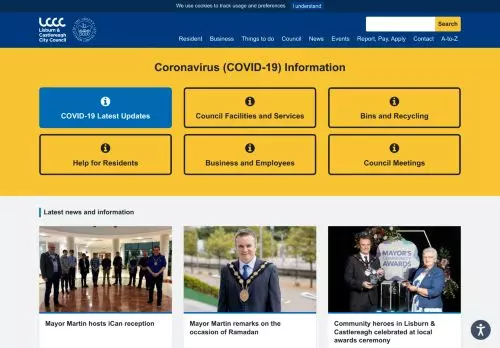 We use cookies to track usage and preferences I understand
LCCC
Lisburn &
Castlereagh
City Council
Search
Resident Business Things to do Council News Events Report, Pay, Apply Contact A-to-Z
Coronavirus (COVID-19) Information
COVID-19 Latest Updates
Council Facilities and Services
Bins and Recycling
Help for Residents
Business and Employees
Council Meetings
Latest news and information
MAYOR'S
AWARDS
Mayor Martin hosts iCan reception
Mayor Martin remarks on the
occasion of Ramadan
Community heroes in Lisburn &
Castlereagh celebrated at local
awards ceremony